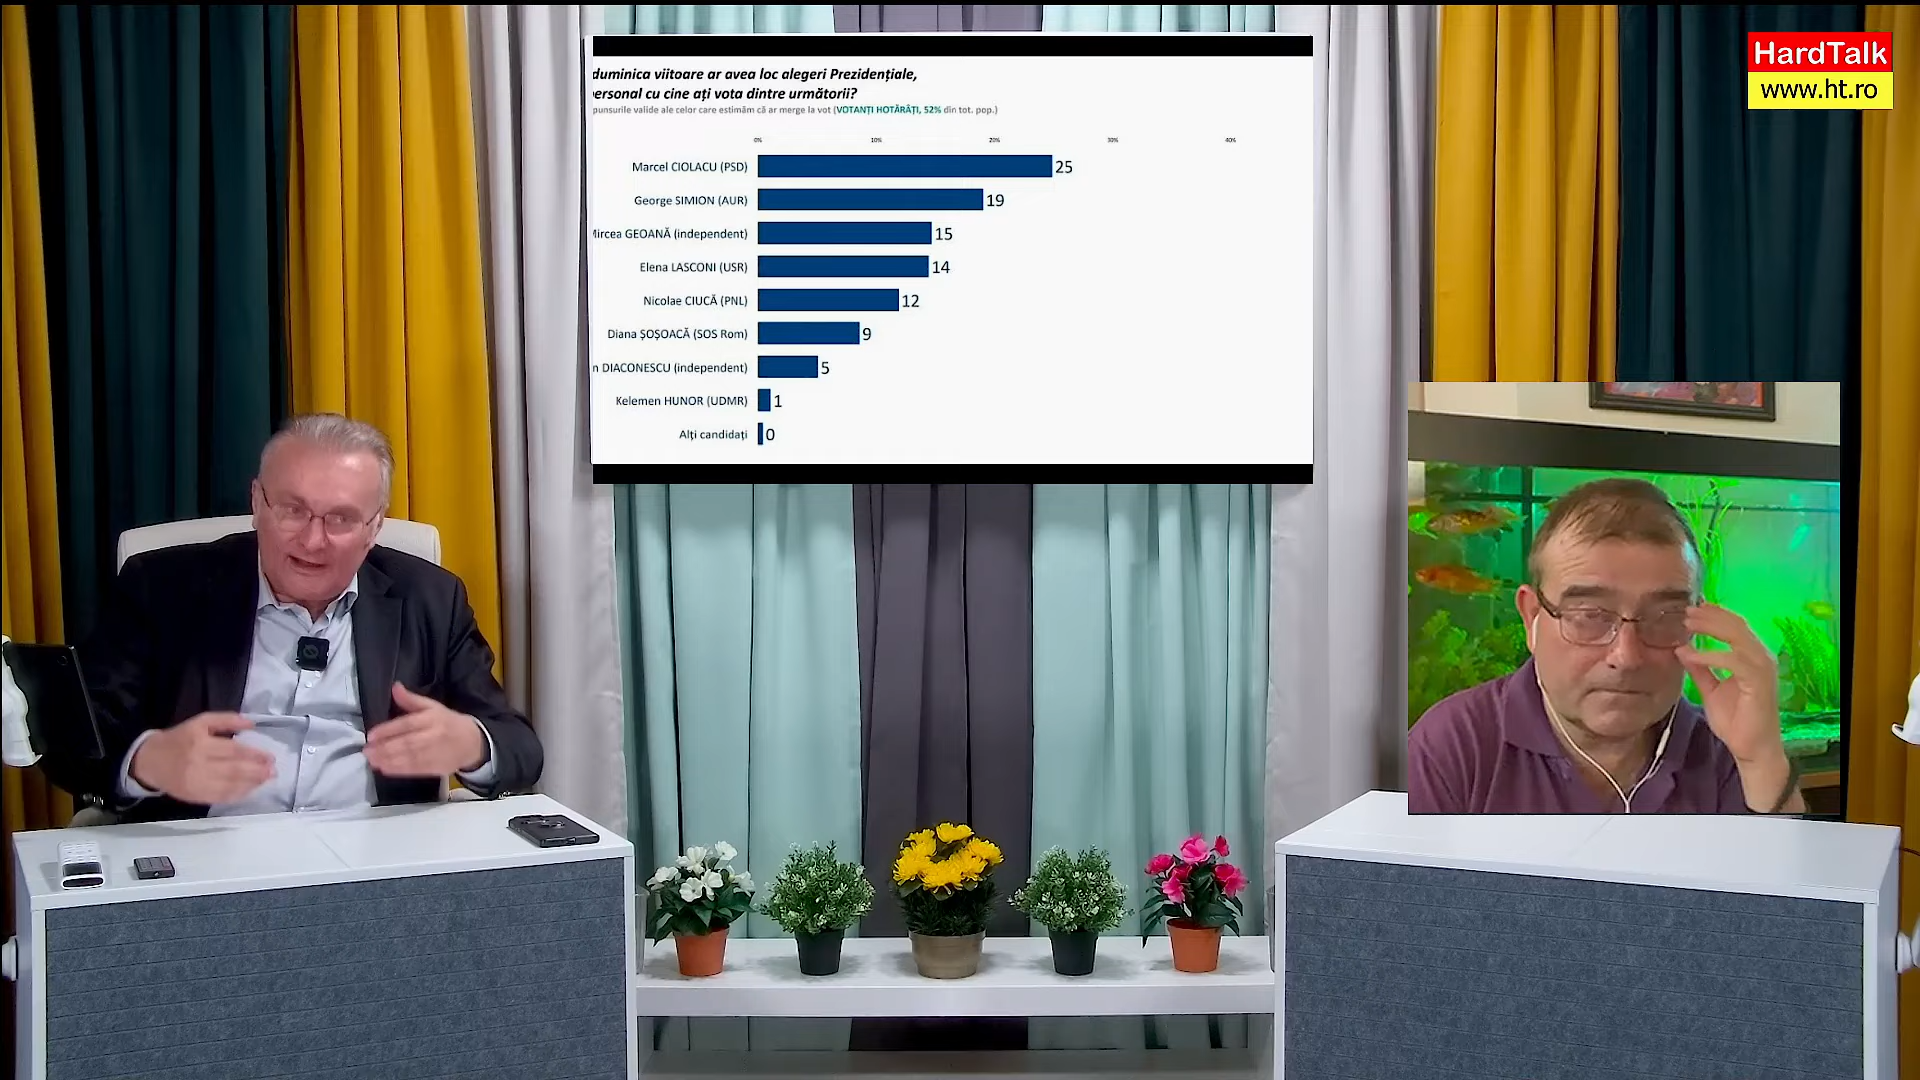 HardTalk
www.ht.ro
duminica viitoare ar avea loc alegeri Prezidențiale,
personal cu cine ați vota dintre următorii?
punsurile valide ale celor care estimăm că ar merge la vot (VOTANȚI HOTĂRÂȚI, 52% din tot. pop.)
0% 10% 20% 30% 40%
Marcel CIOLACU (PSD) 25
George SIMION (AUR) 19
Mircea GEOANĂ (independent) 15
Elena LASCONI (USR) 14
Nicolae CIUCĂ (PNL) 12
Diana ȘOȘOACĂ (SOS Rom) 9
n DIACONESCU (independent) 5
Kelemen HUNOR (UDMR) 1
Alți candidați 0